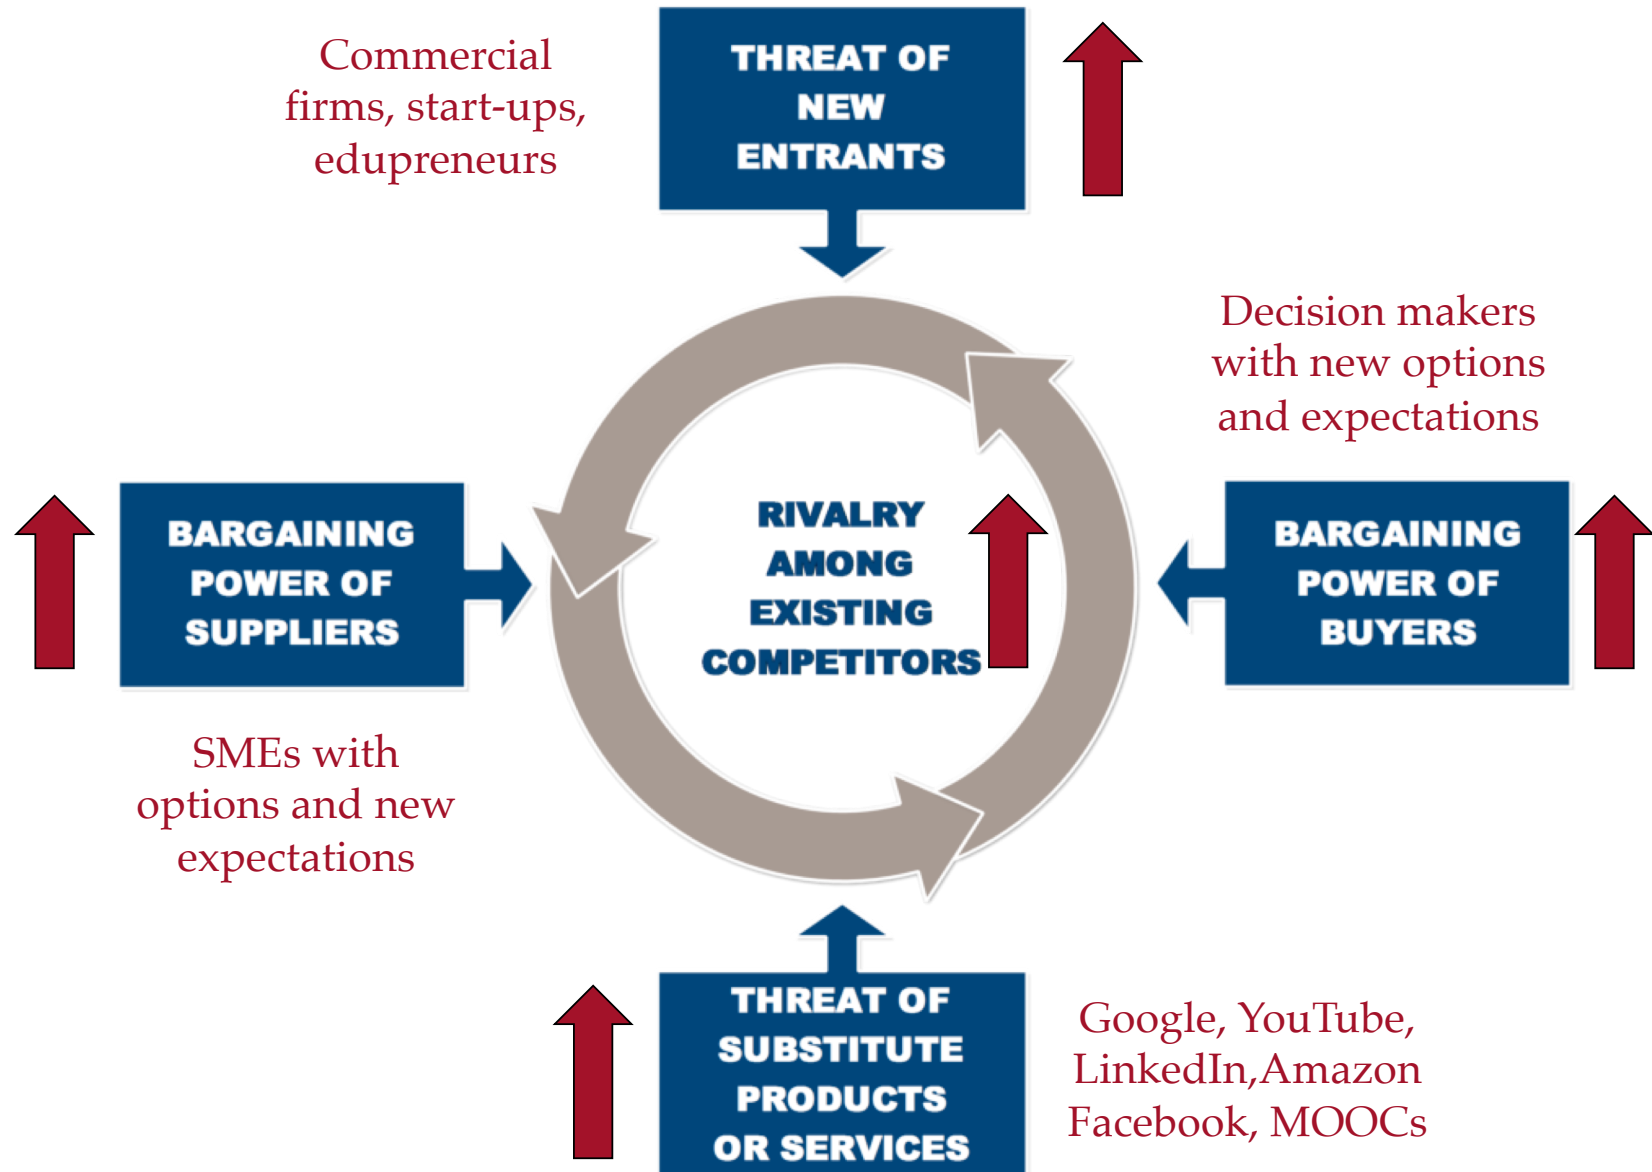 Commercial
firms, start-ups,
edupreneurs
THREAT OF
NEW
ENTRANTS
Decision makers
with new options
and expectations
BARGAINING
POWER OF
SUPPLIERS
RIVALRY
AMONG
EXISTING
COMPETITORS
BARGAINING
POWER OF
BUYERS
SMEs with
options and new
expectations
THREAT OF
SUBSTITUTE
PRODUCTS
OR SERVICES
Google, YouTube,
LinkedIn,Amazon
Facebook, MOOCs